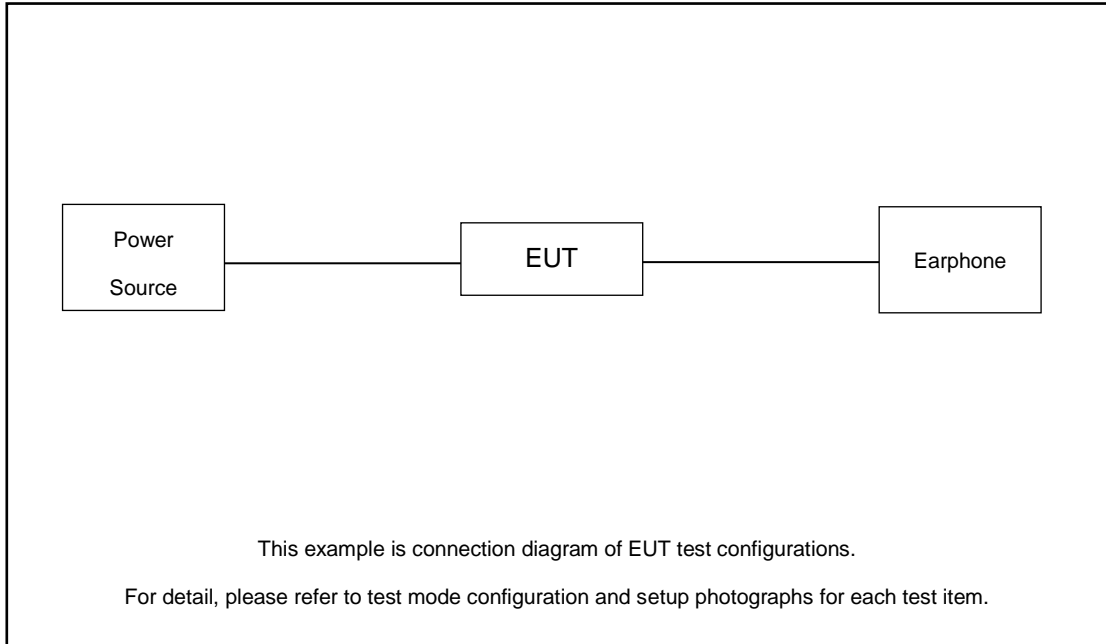 Power
Source
EUT
Earphone
This example is connection diagram of EUT test configurations.
For detail, please refer to test mode configuration and setup photographs for each test item.